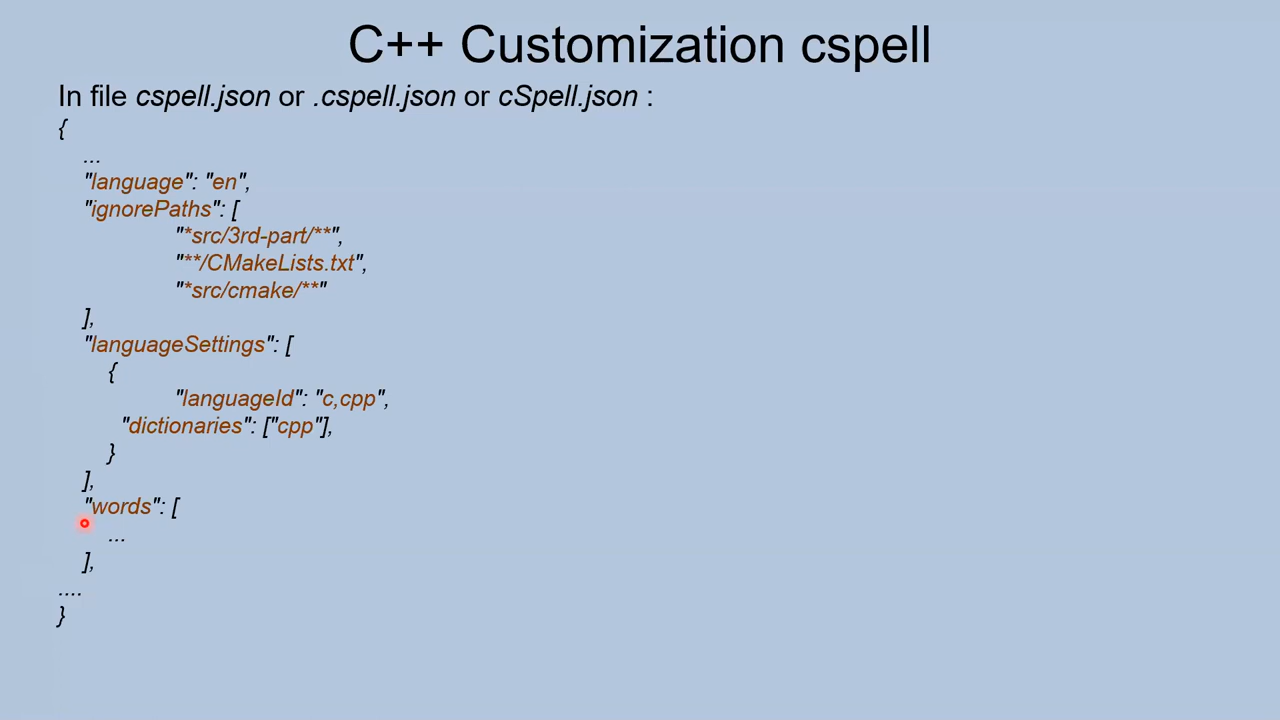 C++ Customization cspell
In file cspell.json or .cspell.json or cSpell.json :
{
...
"language": "en",
"ignorePaths": [
"*src/3rd-part/**",
"**/CMakeLists.txt",
"*src/cmake/**"
],
"languageSettings": [
{
"languageId": "c,cpp",
"dictionaries": ["cpp"],
}
],
"words": [
...
],
....
}